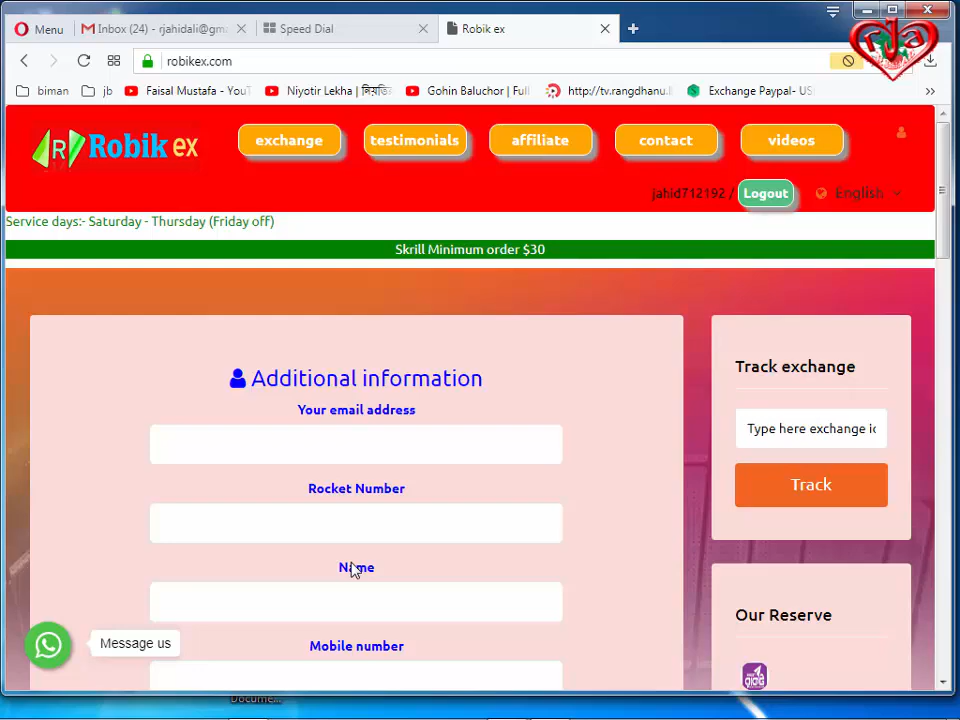 Menu
Inbox (24) - rjahidali@gm
Speed Dial
Robik ex
rja
robikex.com
biman
jb
Faisal Mustafa - You
Niyotir Lekha | নিয়তির
Gohin Baluchor | Full
http://tv.rangdhanu.l
Exchange Paypal- US
R Robik ex
exchange
testimonials
affiliate
contact
videos
jahid712192 / Logout
English
Service days:- Saturday - Thursday (Friday off)
Skrill Minimum order $30
Additional information
Your email address
Rocket Number
Name
Mobile number
Track exchange
Type here exchange id
Track
Our Reserve
Message us
Docume...